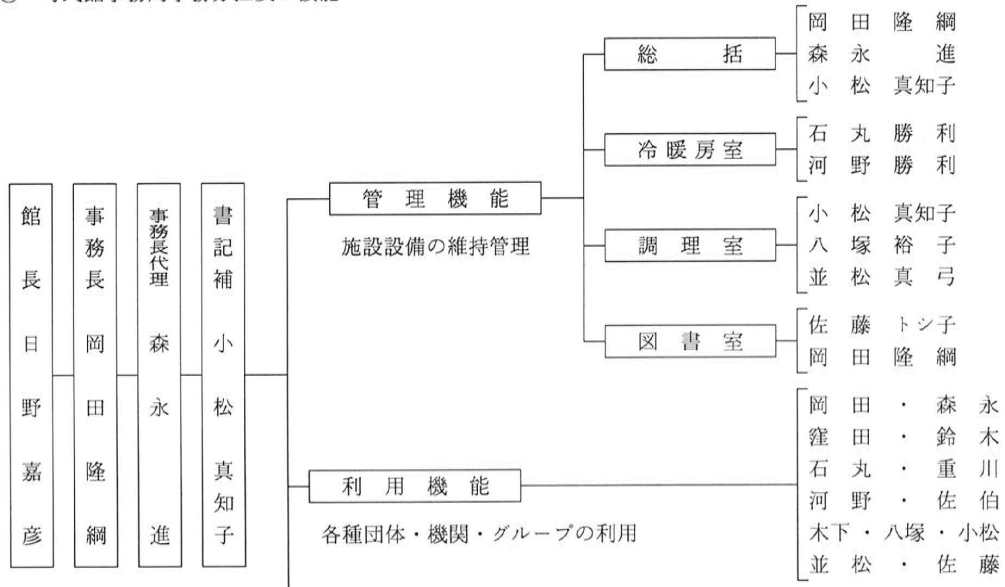 館長 日野嘉彦
事務長 岡田隆綱
事務長代理 森永進
書記補 小松真知子
管理機能
施設設備の維持管理
総括
岡田隆綱
森永進
小松真知子
冷暖房室
石丸勝利
河野勝利
調理室
小松真知子
八塚裕子
並松真弓
図書室
佐藤トシ子
岡田隆綱
利用機能
各種団体・機関・グループの利用
岡田・森永
窪田・鈴木
石丸・重川
河野・佐伯
木下・八塚・小松
並松・佐藤